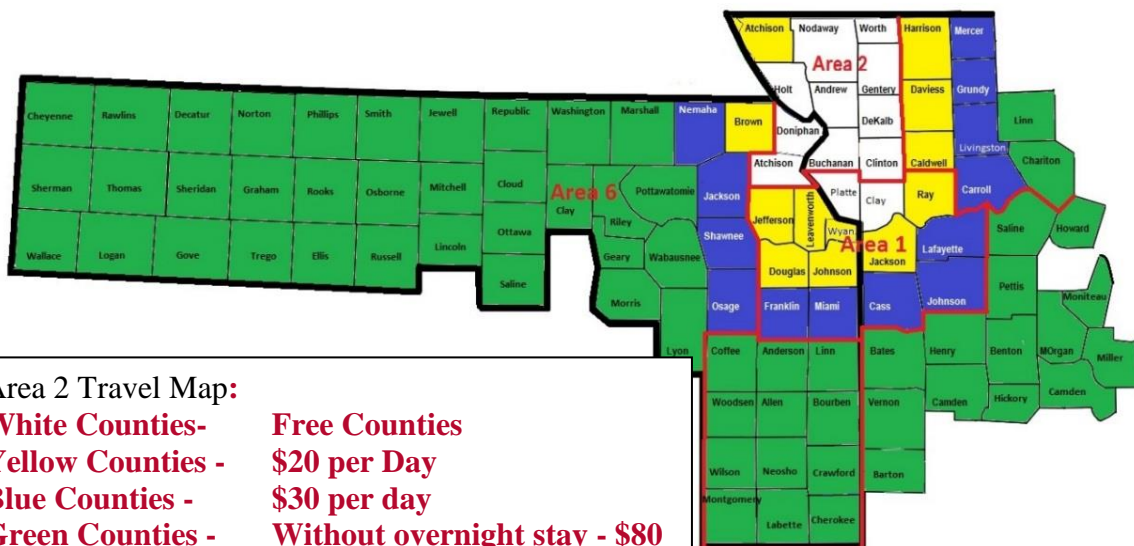 Atchison Nodaway Worth Harrison Mercer
Area 2
Holt Andrew Gentery Daviess Grundy
Cheyenne Rawlins Decatur Norton Phillips Smith Jewell Republic Washington Marshall Nemaha Brown
Doniphan DeKalb Linn
Atchison Buchanan Clinton Caldwell Livingston Chariton
Sherman Thomas Sheridan Graham Rooks Osborne Mitchell Cloud Clay Area 6 Riley Pottawatomie Jackson
Jefferson Leavenworth Platte Clay Ray Carroll
Wyan
Area 1
Wallace Logan Gove Trego Ellis Russell Lincoln Ottawa Geary Wabausnee Shawnee
Jackson Lafayette Saline Howard
Saline Morris Osage Douglas Johnson
Franklin Miami Cass Johnson Pettis Moniteau
Lyon Coffee Anderson Linn Bates Henry Benton MOrgan Miller
Woodsen Allen Bourben Vernon Camden Hickory Camden
Wilson Neosho Crawford Barton
Montgomery Labette Cherokee
Area 2 Travel Map:
White Counties- Free Counties
Yellow Counties - $20 per Day
Blue Counties - $30 per day
Green Counties - Without overnight stay - $80